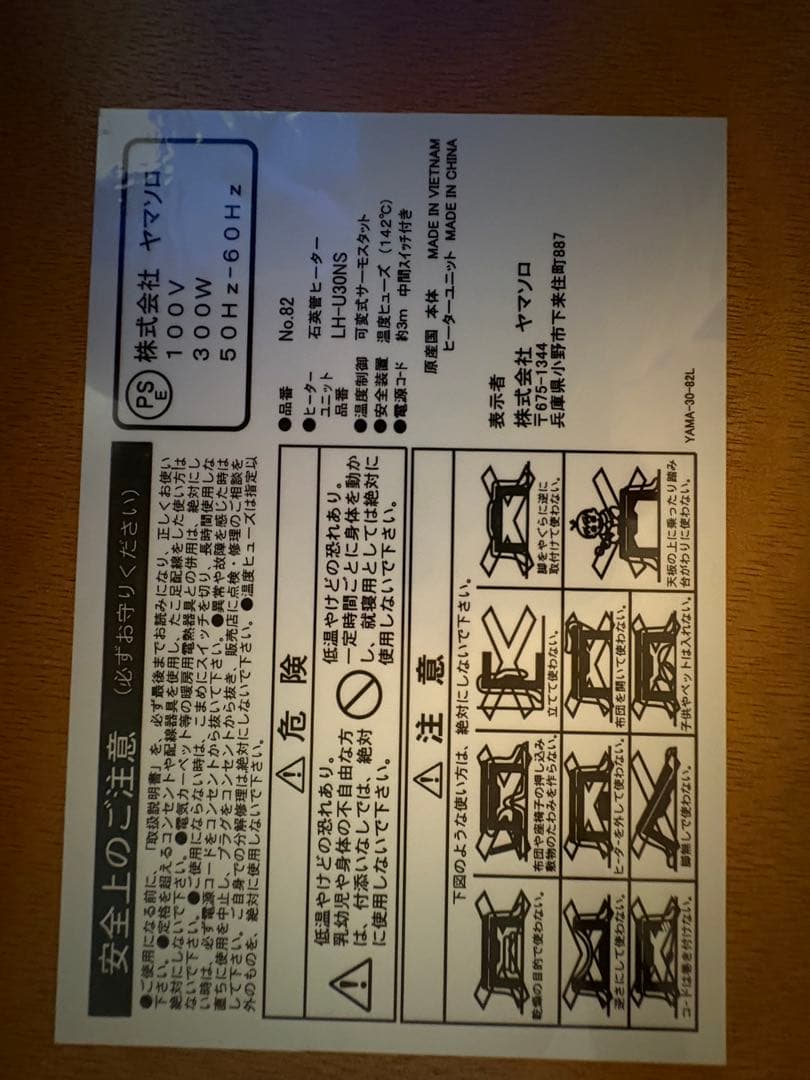 安全上のご注意 (必ずお守りください)
●ご使用になる前に、「取扱説明書」を、必ず最後までお読みになり、正しくお使い
下さい。●定格を超えるコンセントや配線器具を使用し、たこ足配線をした使い方は
絶対にしないで下さい。●電気カーペット等の暖房用電熱器具との併用は、絶対にし
ないで下さい。●ご使用にならない時は、こまめにスイッチを切り、長時間使用しな
い時は、必ず電源コードをコンセントから抜いて下さい。●異常や故障を感じた時は
直ちに使用を中止し、プラグをコンセントから抜き、販売店に点検・修理のご相談を
して下さい。ご自身での分解修理は絶対にしないで下さい。●温度ヒューズは指定以
外のものを、絶対に使用しないで下さい。
危険
低温やけどの恐れあり。
乳幼児や身体の不自由な方
は、付添いなしでは、絶対
に使用しないで下さい。
低温やけどの恐れあり。
一定時間ごとに身体を動か
し、就寝用としては絶対に
使用しないで下さい。
注意
下図のような使い方は、絶対にしないで下さい。
乾燥の目的で使わない。
布団や座椅子の押し込み
敷物のたわみを作らない。
立てて使わない。
脚をやぐらに逆に
取付けて使わない。
逆さにして使わない。
ヒーターを外して使わない。
布団を開いて使わない。
天板の上に乗ったり踏み
台がわりに使わない。
コードは巻き付けない。
脚無しで使わない。
子供やペットは入れない。
PS
E
株式会社 ヤマソロ
100V
300W
50Hz-60Hz
●品番 No.82
●ヒーター 石英管ヒーター
ユニット
品番 LH-U30NS
●温度制御 可変式サーモスタット
●安全装置 温度ヒューズ(142℃)
●電源コード 約3m 中間スイッチ付き
原産国 本体 MADE IN VIETNAM
ヒーターユニット MADE IN CHINA
表示者
株式会社 ヤマソロ
〒675-1344
兵庫県小野市下来住町887
YAMA-30-82L